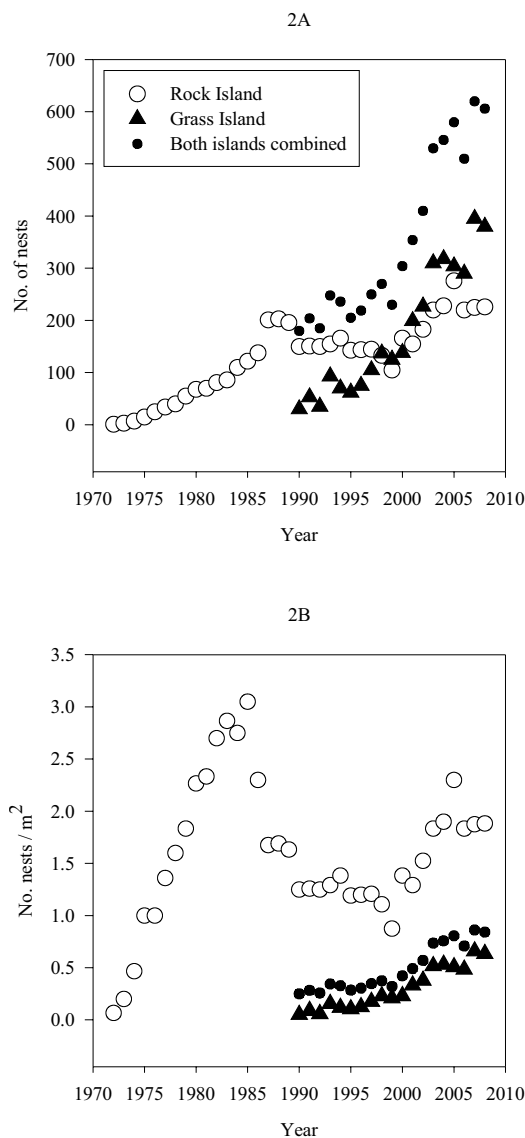 2A
700
600
500
400
300
200
100
0
No. of nests
Rock Island
Grass Island
Both islands combined
1970 1975 1980 1985 1990 1995 2000 2005 2010
Year
2B
3.5
3.0
2.5
2.0
1.5
1.0
0.5
0.0
No. nests / m²
1970 1975 1980 1985 1990 1995 2000 2005 2010
Year